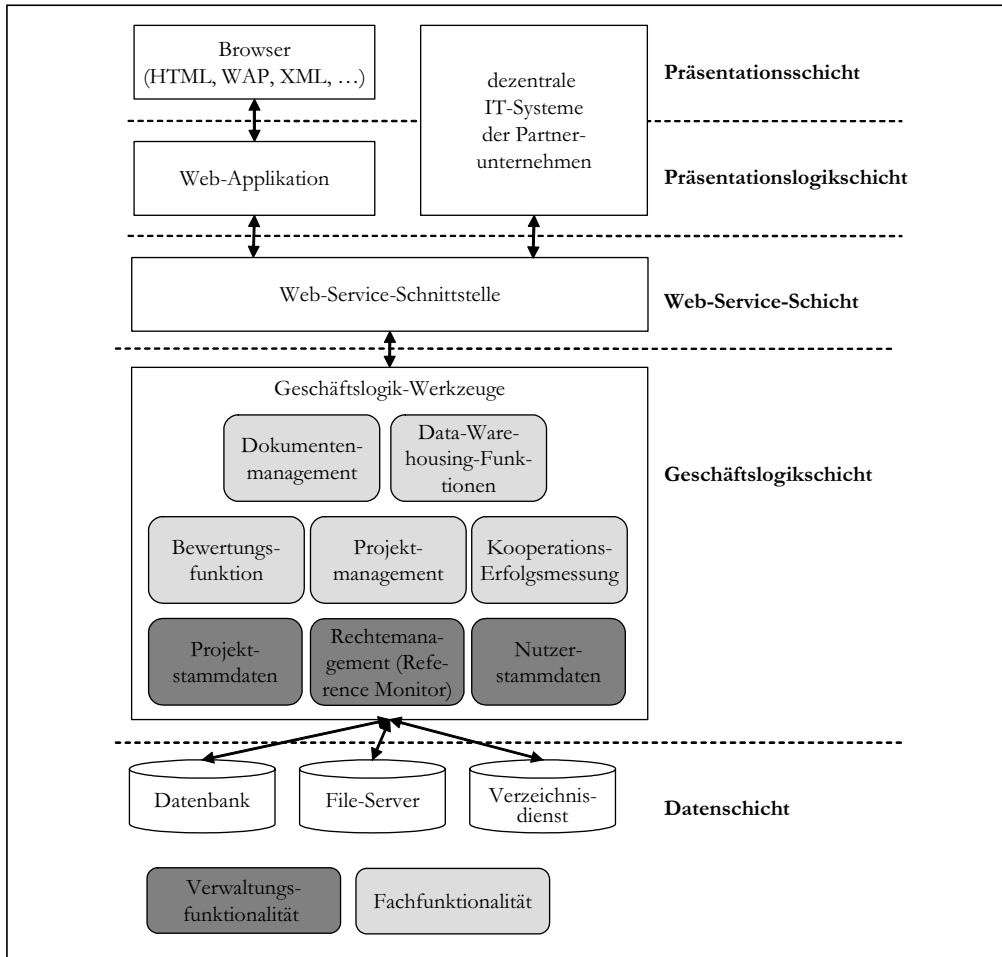 Browser
(HTML, WAP, XML, …)
dezentrale
IT-Systeme
der Partner-
unternehmen
Präsentationsschicht
Web-Applikation
Präsentationslogikschicht
Web-Service-Schnittstelle
Web-Service-Schicht
Geschäftslogik-Werkzeuge
Dokumenten-
management
Data-Ware-
housing-Funk-
tionen
Geschäftslogikschicht
Bewertungs-
funktion
Projekt-
management
Kooperations-
Erfolgsmessung
Projekt-
stammdaten
Rechtemana-
gement (Refe-
rence Monitor)
Nutzer-
stammdaten
Datenbank
File-Server
Verzeichnis-
dienst
Datenschicht
Verwaltungs-
funktionalität
Fachfunktionalität